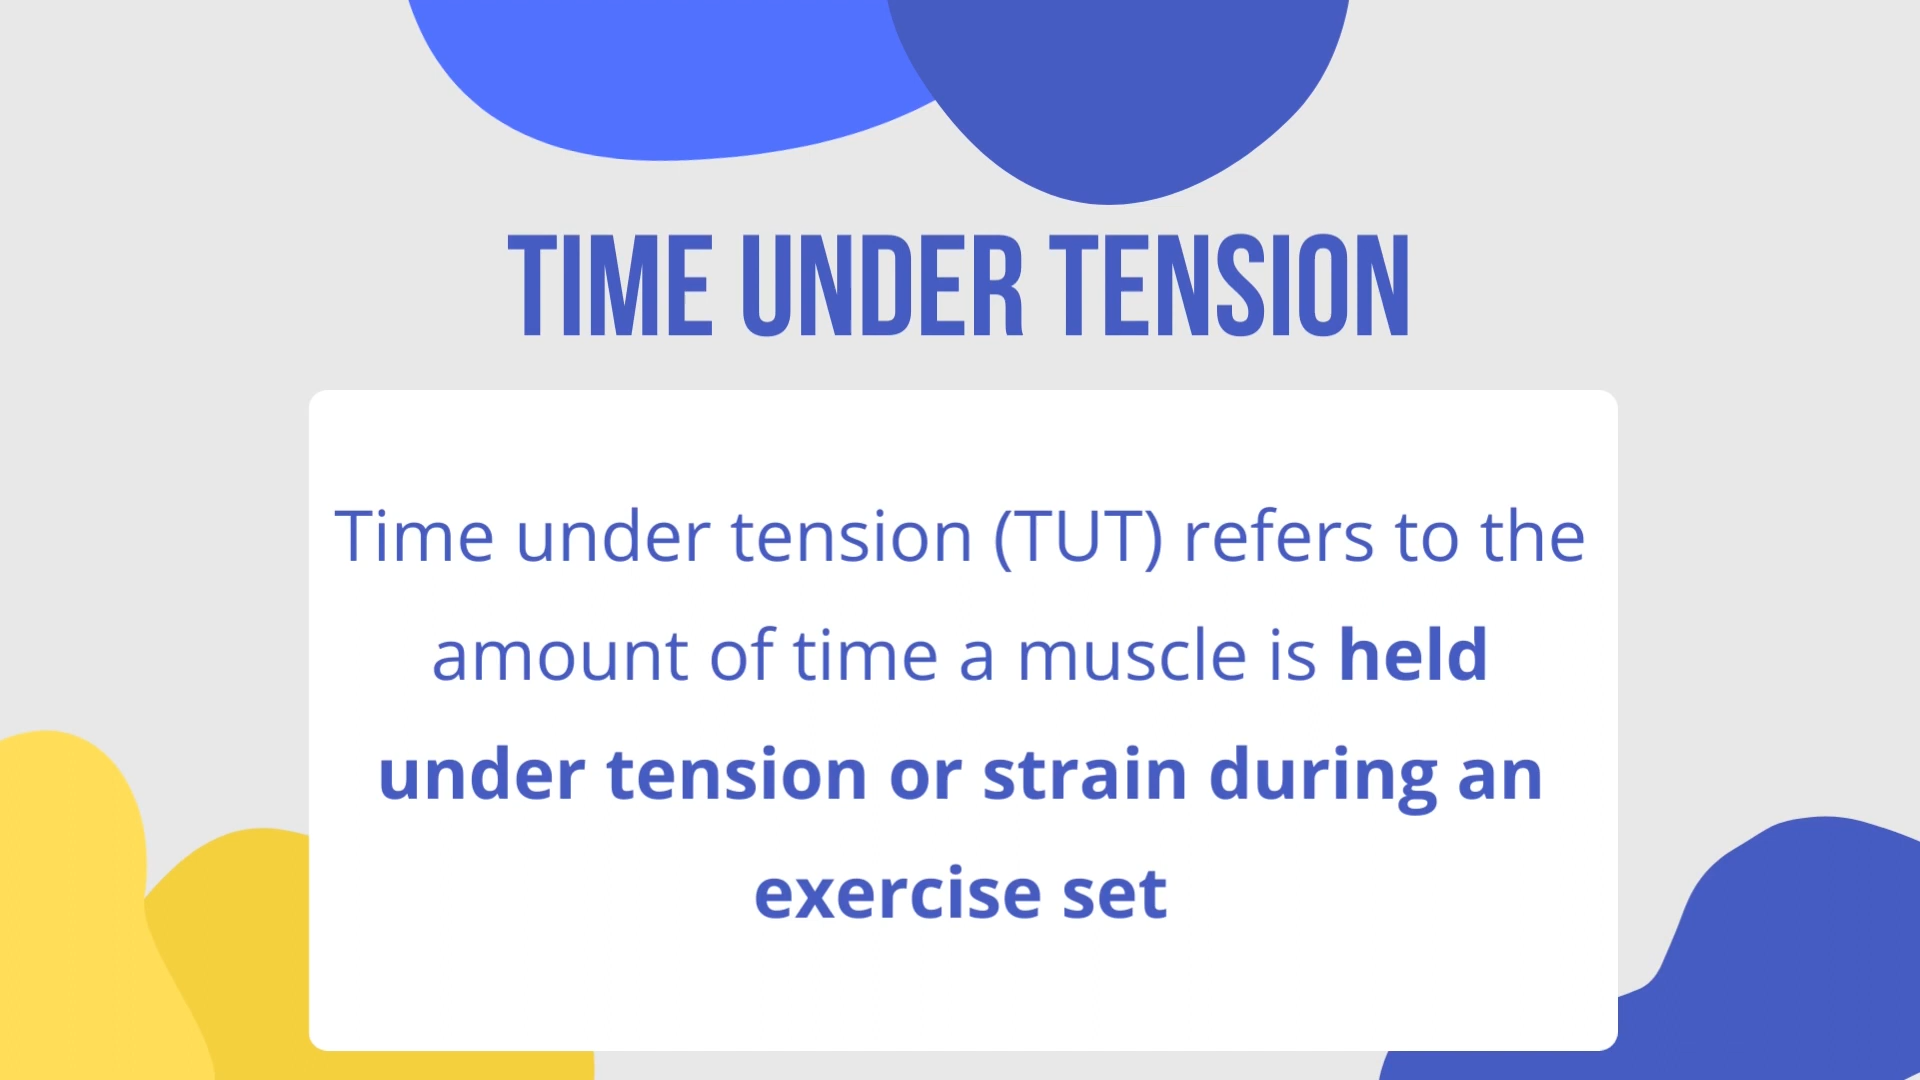 TIME UNDER TENSION
Time under tension (TUT) refers to the
amount of time a muscle is held
under tension or strain during an
exercise set